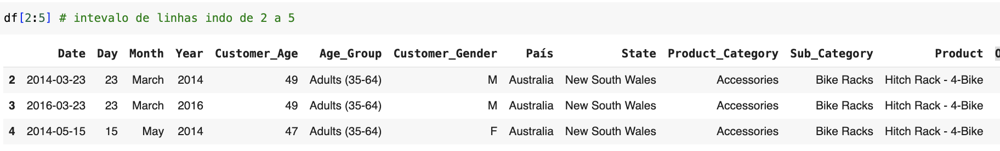 df[2:5] # intevalo de linhas indo de 2 a 5
Date Day Month Year Customer_Age Age_Group Customer_Gender País State Product_Category Sub_Category Product
2 2014-03-23 23 March 2014 49 Adults (35-64) M Australia New South Wales Accessories Bike Racks Hitch Rack - 4-Bike
3 2016-03-23 23 March 2016 49 Adults (35-64) M Australia New South Wales Accessories Bike Racks Hitch Rack - 4-Bike
4 2014-05-15 15 May 2014 47 Adults (35-64) F Australia New South Wales Accessories Bike Racks Hitch Rack - 4-Bike